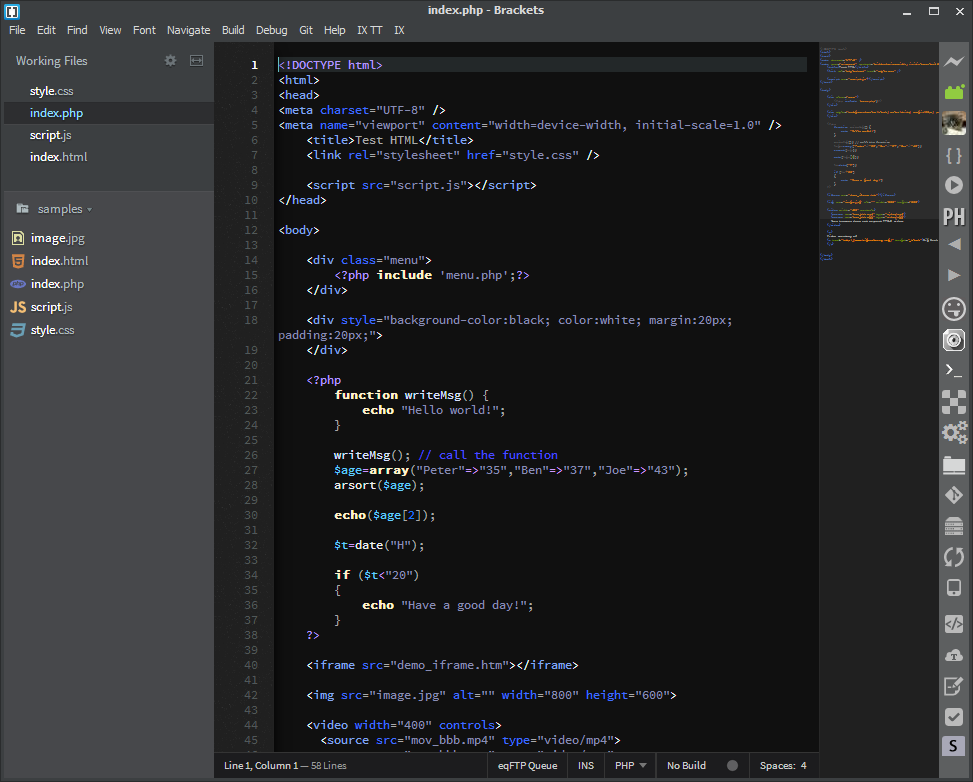 index.php - Brackets
File Edit Find View Font Navigate Build Debug Git Help IX TT IX
Working Files
style.css
index.php
script.js
index.html
samples
image.jpg
index.html
index.php
JS script.js
style.css
1 <!DOCTYPE html>
2 <html>
3 <head>
4 <meta charset="UTF-8" />
5 <meta name="viewport" content="width=device-width, initial-scale=1.0" />
6 <title>Test HTML</title>
7 <link rel="stylesheet" href="style.css" />
8
9 <script src="script.js"></script>
10 </head>
11
12 <body>
13
14 <div class="menu">
15 <?php include 'menu.php';?>
16 </div>
17
18 <div style="background-color:black; color:white; margin:20px;
padding:20px;">
19 </div>
20
21 <?php
22 function writeMsg() {
23 echo "Hello world!";
24 }
25
26 writeMsg(); // call the function
27 $age=array("Peter"=>"35","Ben"=>"37","Joe"=>"43");
28 arsort($age);
29
30 echo($age[2]);
31
32 $t=date("H");
33
34 if ($t<"20")
35 {
36 echo "Have a good day!";
37 }
38 ?>
39
40 <iframe src="demo_iframe.htm"></iframe>
41
42 <img src="image.jpg" alt="" width="800" height="600">
43
44 <video width="400" controls>
45 <source src="mov_bbb.mp4" type="video/mp4">
{ }
PH
>_
</>
T
S
Line 1, Column 1 — 58 Lines
eqFTP Queue
INS
PHP
No Build
Spaces: 4